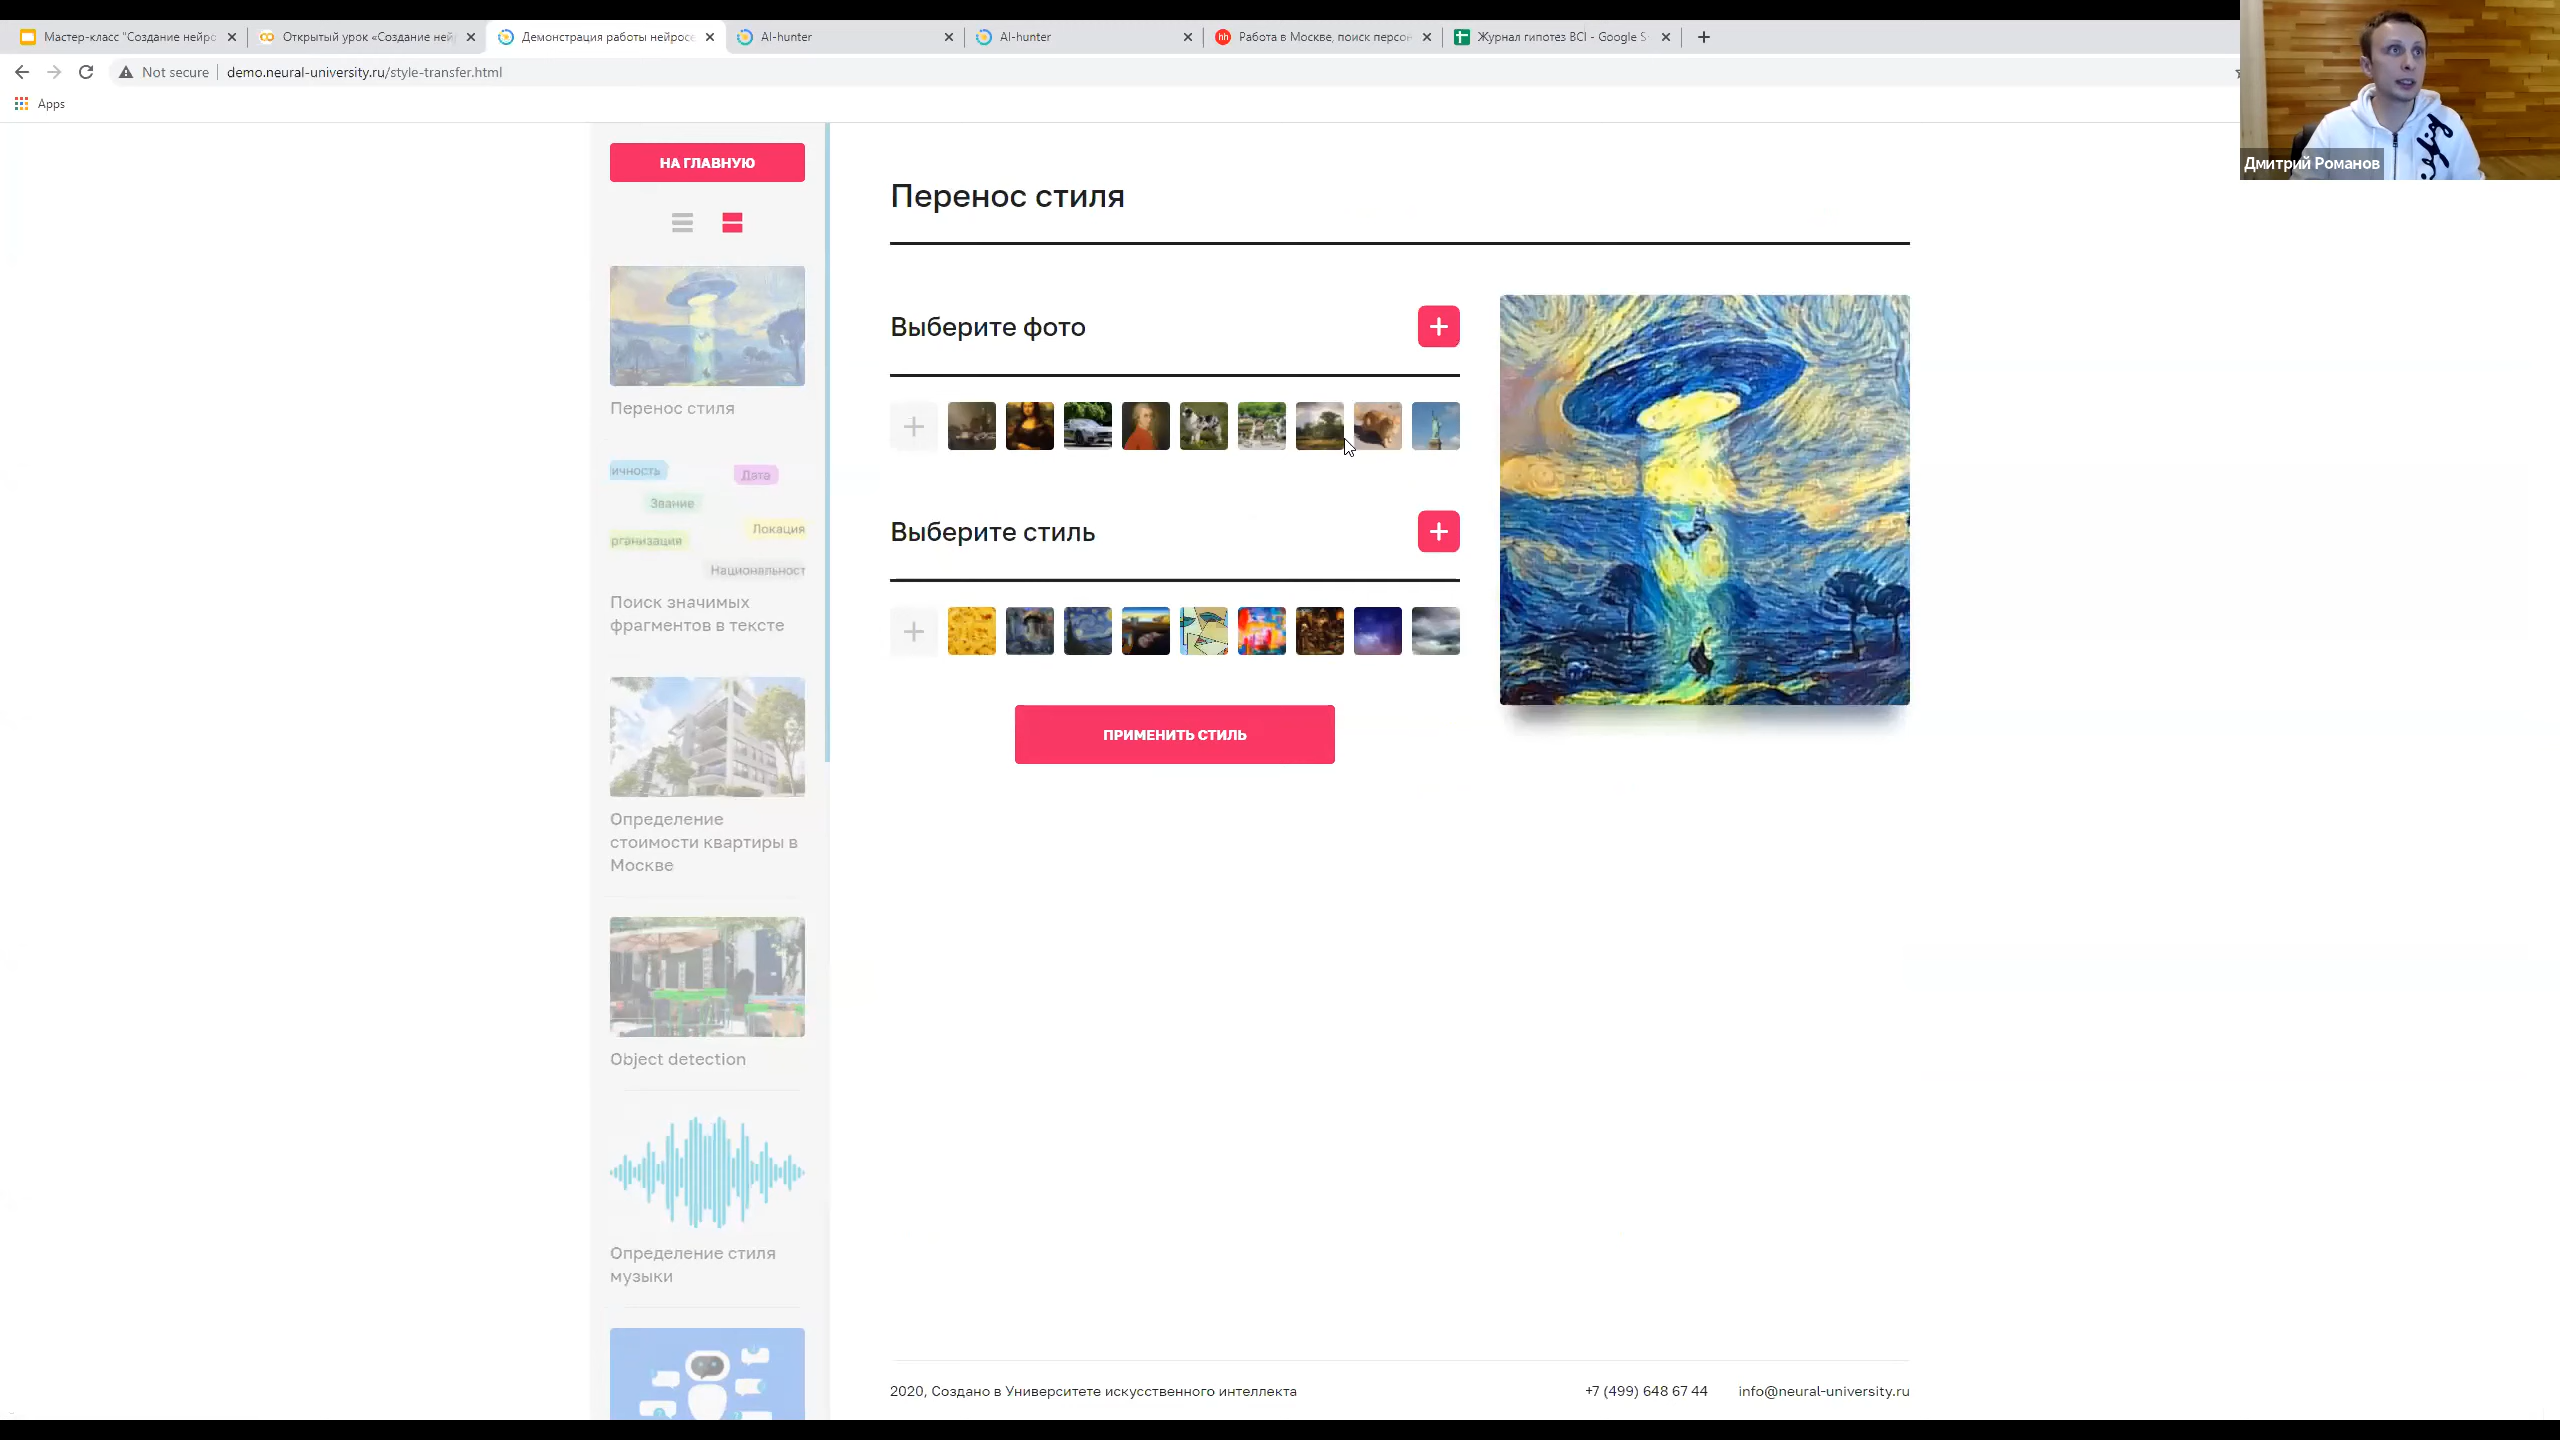 Мастер-класс "Создание нейро
Открытый урок «Создание ней
Демонстрация работы нейросе
AI-hunter
AI-hunter
hh
Работа в Москве, поиск персон
Журнал гипотез BCI - Google S
Not secure
demo.neural-university.ru/style-transfer.html
Apps
Дмитрий Романов
НА ГЛАВНУЮ
Перенос стиля
ичность
Дата
Звание
Локация
рганизация
Национальност
Поиск значимых
фрагментов в тексте
Определение
стоимости квартиры в
Москве
Object detection
Определение стиля
музыки
Перенос стиля
Выберите фото
Выберите стиль
ПРИМЕНИТЬ СТИЛЬ
2020, Создано в Университете искусственного интеллекта
+7 (499) 648 67 44
info@neural-university.ru